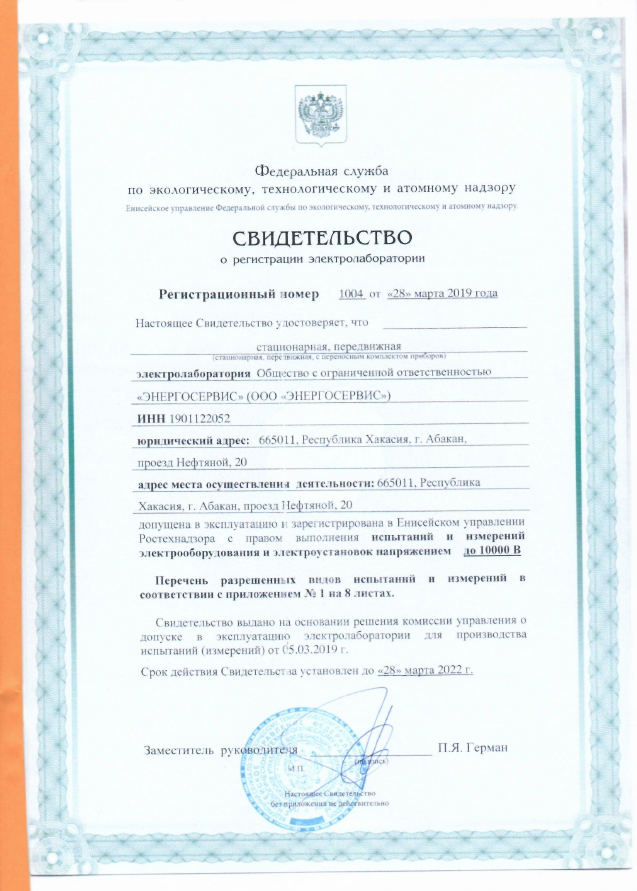 Федеральная служба
по экологическому, технологическому и атомному надзору
Енисейское управление Федеральной службы по экологическому, технологическому и атомному надзору.
СВИДЕТЕЛЬСТВО
о регистрации электролаборатории
Регистрационный номер 1004 от «28» марта 2019 года
Настоящее Свидетельство удостоверяет, что
стационарная, передвижная
(стационарная, передвижная, с переносным комплектом приборов)
электролаборатория Общество с ограниченной ответственностью
«ЭНЕРГОСЕРВИС» (ООО «ЭНЕРГОСЕРВИС»)
ИНН 1901122052
юридический адрес: 665011, Республика Хакасия, г. Абакан,
проезд Нефтяной, 20
адрес места осуществления деятельности: 665011, Республика
Хакасия, г. Абакан, проезд Нефтяной, 20
допущена в эксплуатацию и зарегистрирована в Енисейском управлении
Ростехнадзора с правом выполнения испытаний и измерений
электрооборудования и электроустановок напряжением до 10000 В
Перечень разрешенных видов испытаний и измерений в
соответствии с приложением № 1 на 8 листах.
Свидетельство выдано на основании решения комиссии управления о
допуске в эксплуатацию электролаборатории для производства
испытаний (измерений) от 05.03.2019 г.
Срок действия Свидетельства установлен до «28» марта 2022 г.
Заместитель руководителя П.Я. Герман
М.П. (подпись)
Настоящее Свидетельство
без приложения не действительно